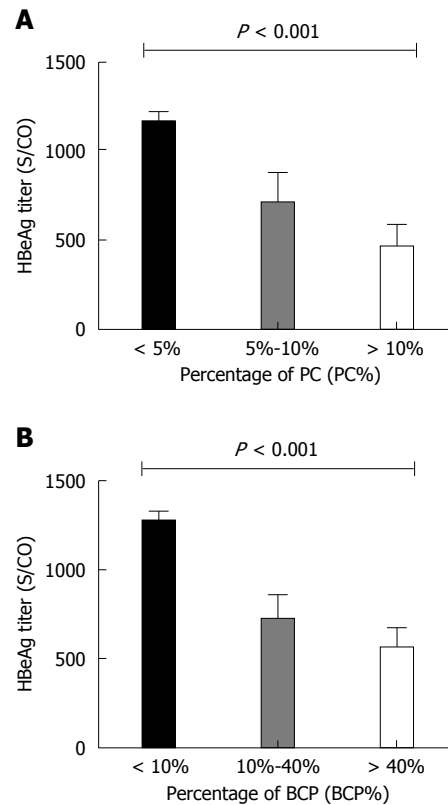 A
P < 0.001
1500
1000
500
0
HBeAg titer (S/CO)
< 5%
5%-10%
> 10%
Percentage of PC (PC%)
B
P < 0.001
1500
1000
500
0
HBeAg titer (S/CO)
< 10%
10%-40%
> 40%
Percentage of BCP (BCP%)